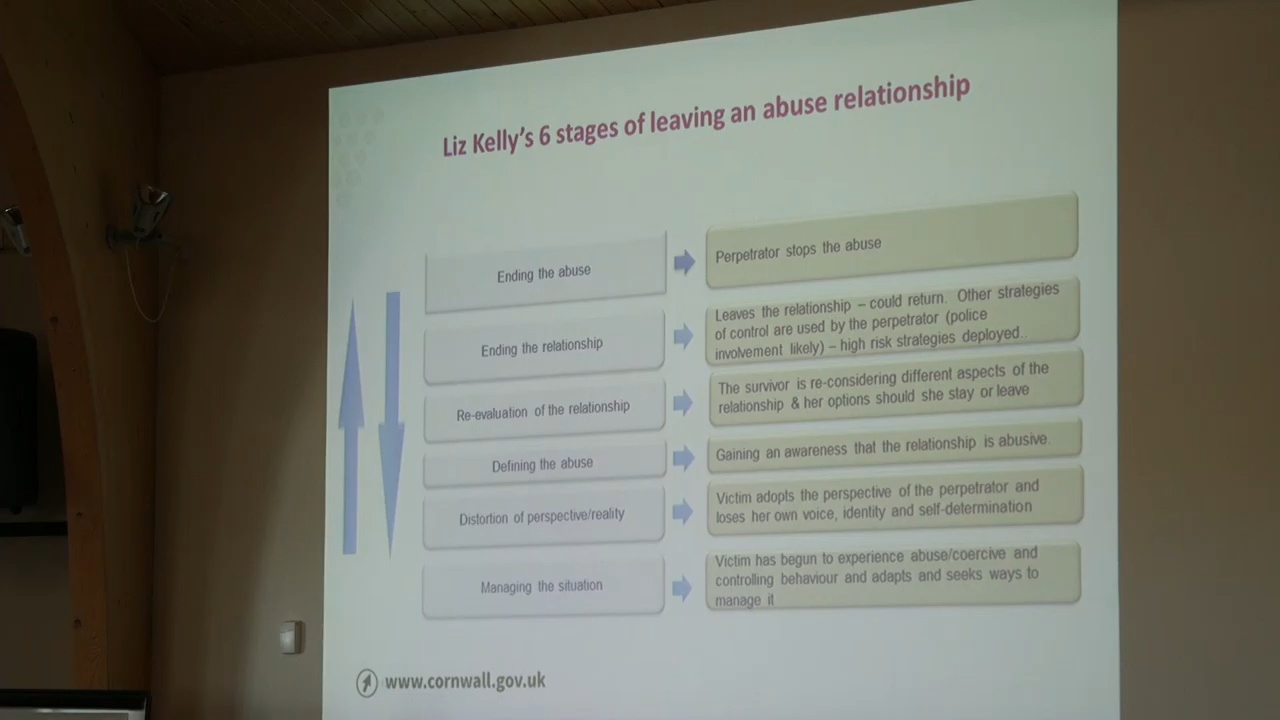 Liz Kelly's 6 stages of leaving an abuse relationship
Ending the abuse
Perpetrator stops the abuse
Ending the relationship
Leaves the relationship – could return. Other strategies
of control are used by the perpetrator (police
involvement likely) – high risk strategies deployed..
Re-evaluation of the relationship
The survivor is re-considering different aspects of the
relationship & her options should she stay or leave
Defining the abuse
Gaining an awareness that the relationship is abusive.
Distortion of perspective/reality
Victim adopts the perspective of the perpetrator and
loses her own voice, identity and self-determination
Managing the situation
Victim has begun to experience abuse/coercive and
controlling behaviour and adapts and seeks ways to
manage it
www.cornwall.gov.uk